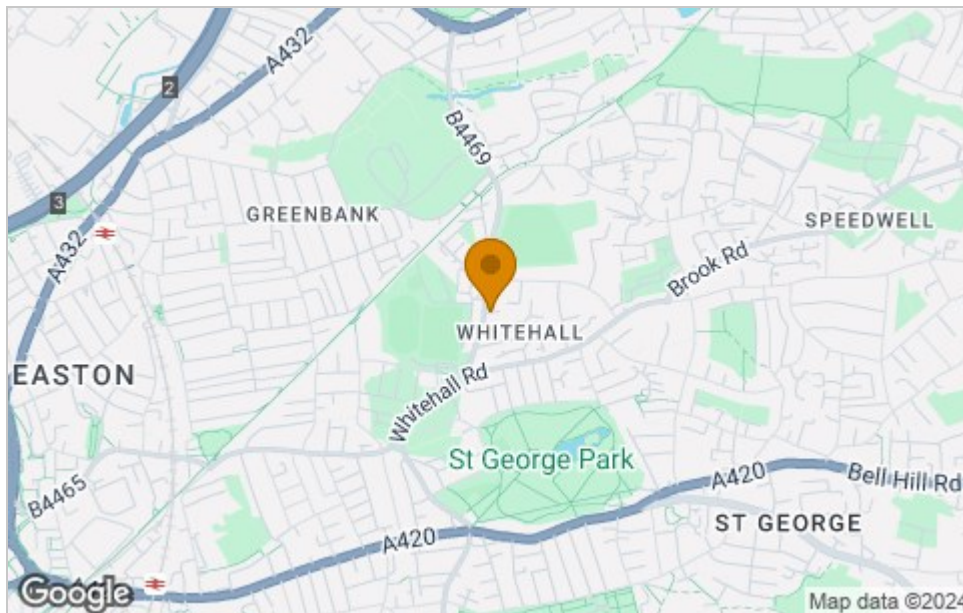 A432
2
B4469
3
GREENBANK
SPEEDWELL
A432
Brook Rd
WHITEHALL
EASTON
Whitehall Rd
St George Park
A420
Bell Hill Rd
B4465
ST GEORGE
A420
Google
Map data ©2024